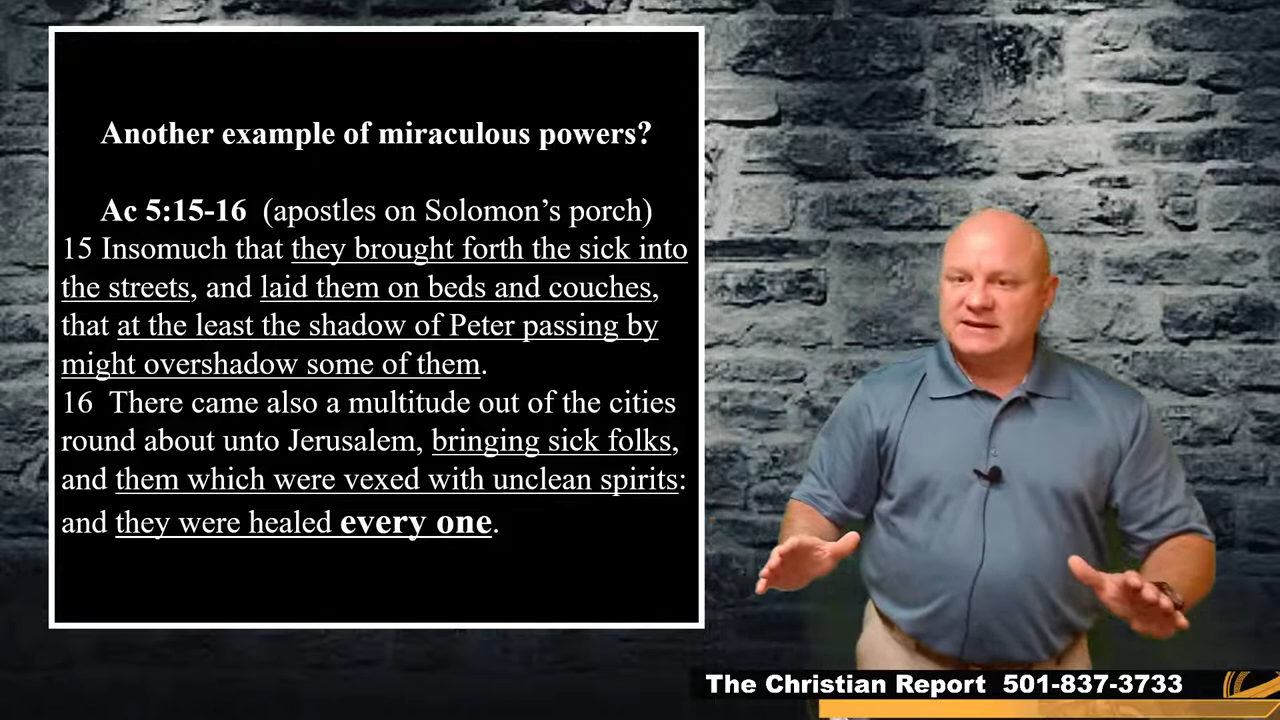 Another example of miraculous powers?
Ac 5:15-16 (apostles on Solomon’s porch)
15 Insomuch that they brought forth the sick into
the streets, and laid them on beds and couches,
that at the least the shadow of Peter passing by
might overshadow some of them.
16 There came also a multitude out of the cities
round about unto Jerusalem, bringing sick folks,
and them which were vexed with unclean spirits:
and they were healed every one.
The Christian Report 501-837-3733